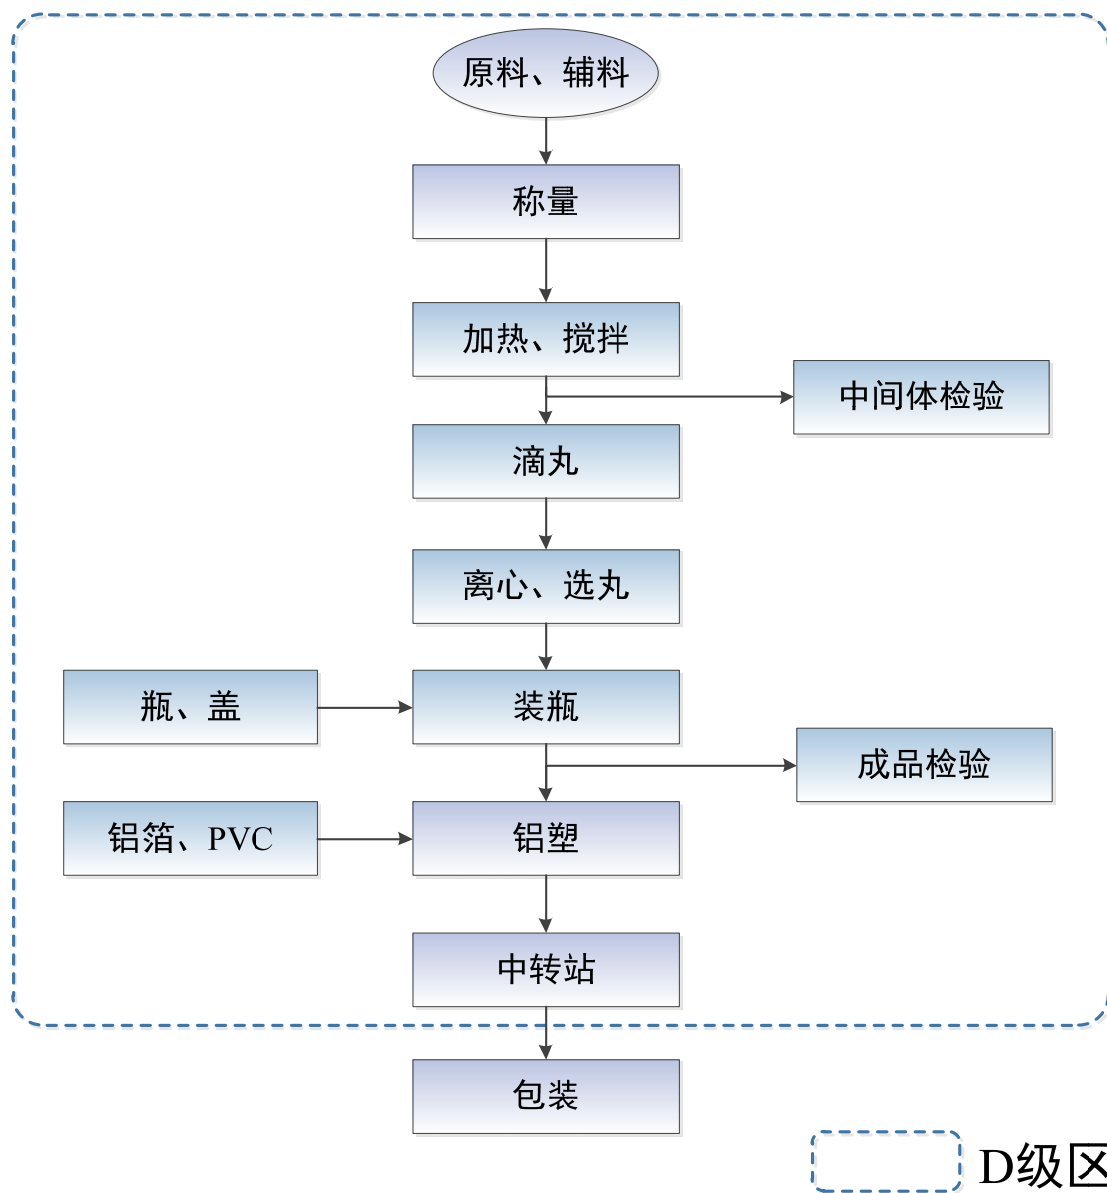 原料、辅料
称量
加热、搅拌
中间体检验
滴丸
离心、选丸
瓶、盖
装瓶
成品检验
铝箔、PVC
铝塑
中转站
包装
D级区